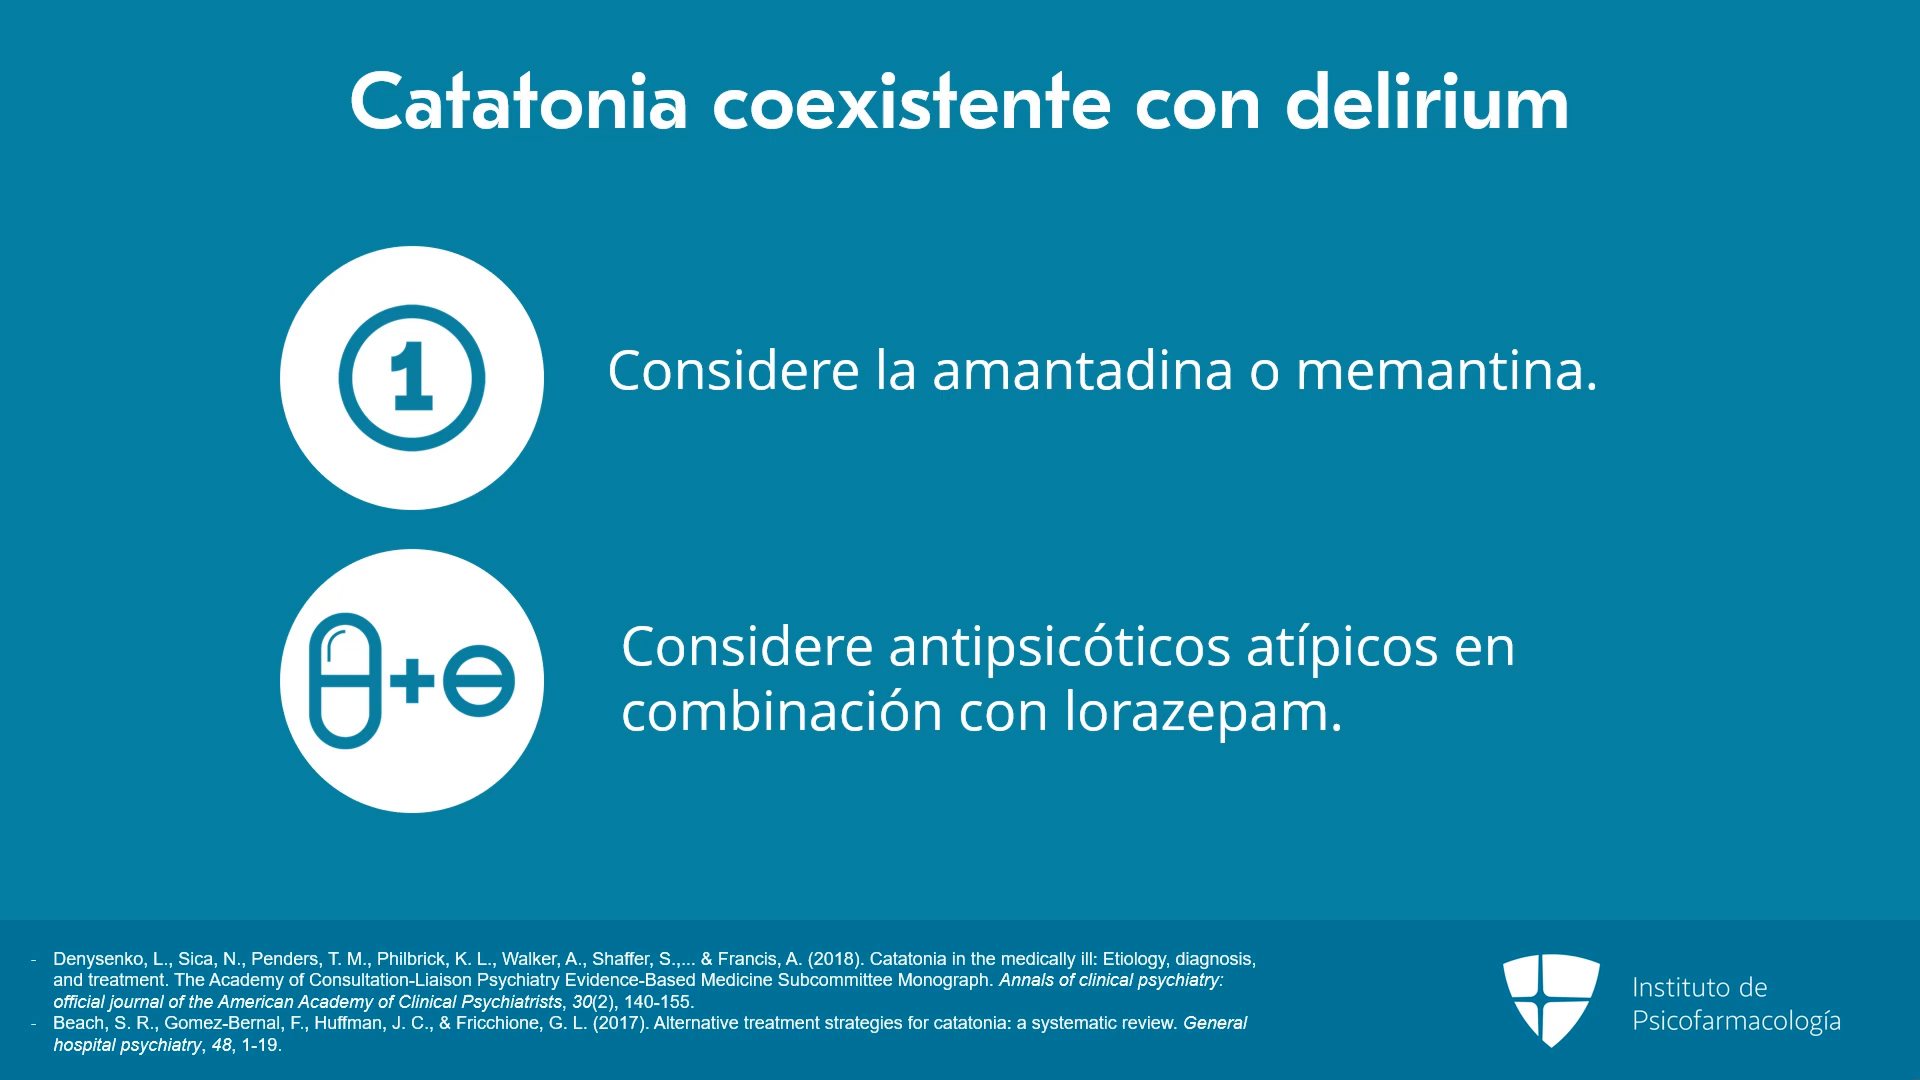 Catatonia coexistente con delirium
1
Considere la amantadina o memantina.
Considere antipsicóticos atípicos en
combinación con lorazepam.
- Denysenko, L., Sica, N., Penders, T. M., Philbrick, K. L., Walker, A., Shaffer, S.,... & Francis, A. (2018). Catatonia in the medically ill: Etiology, diagnosis,
and treatment. The Academy of Consultation-Liaison Psychiatry Evidence-Based Medicine Subcommittee Monograph. Annals of clinical psychiatry:
official journal of the American Academy of Clinical Psychiatrists, 30(2), 140-155.
- Beach, S. R., Gomez-Bernal, F., Huffman, J. C., & Fricchione, G. L. (2017). Alternative treatment strategies for catatonia: a systematic review. General
hospital psychiatry, 48, 1-19.
Instituto de
Psicofarmacología